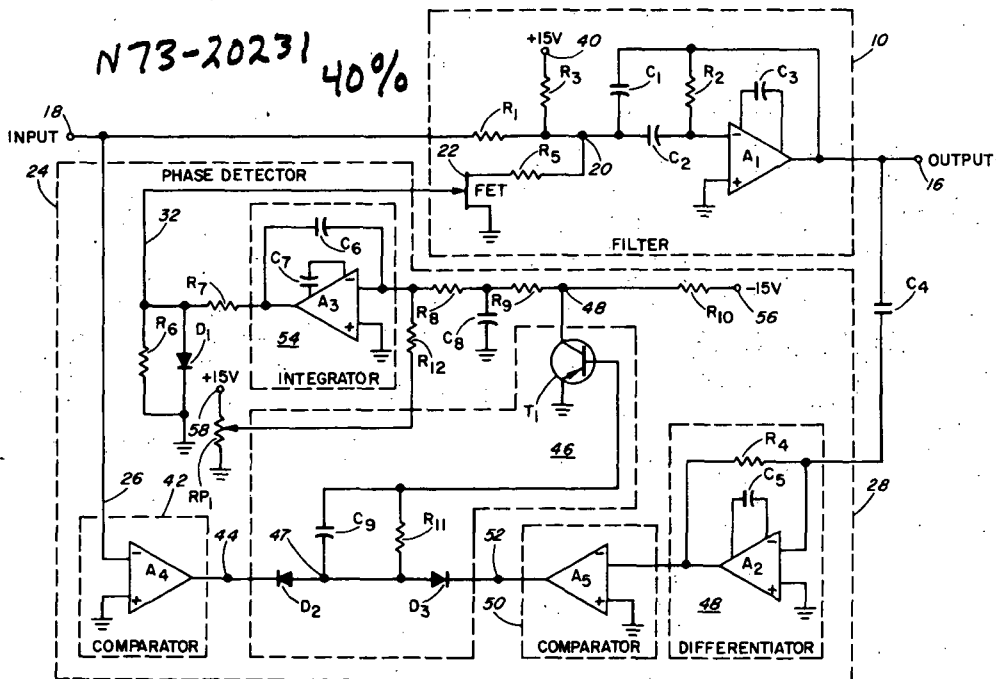 N73-20231
40%
+15V
40
10
C1
R2
C3
R3
R1
INPUT
18
C2
A1
OUTPUT
16
22
R5
20
24
PHASE DETECTOR
FET
FILTER
32
C6
C7
R7
A3
R8
R9
48
-15V
R10
56
C4
R6
D1
54
C8
R12
INTEGRATOR
+15V
58
T1
RP1
46
R4
26
42
C9
R11
C5
28
44
47
52
A4
D2
D3
A5
A2
50
48
COMPARATOR
COMPARATOR
DIFFERENTIATOR